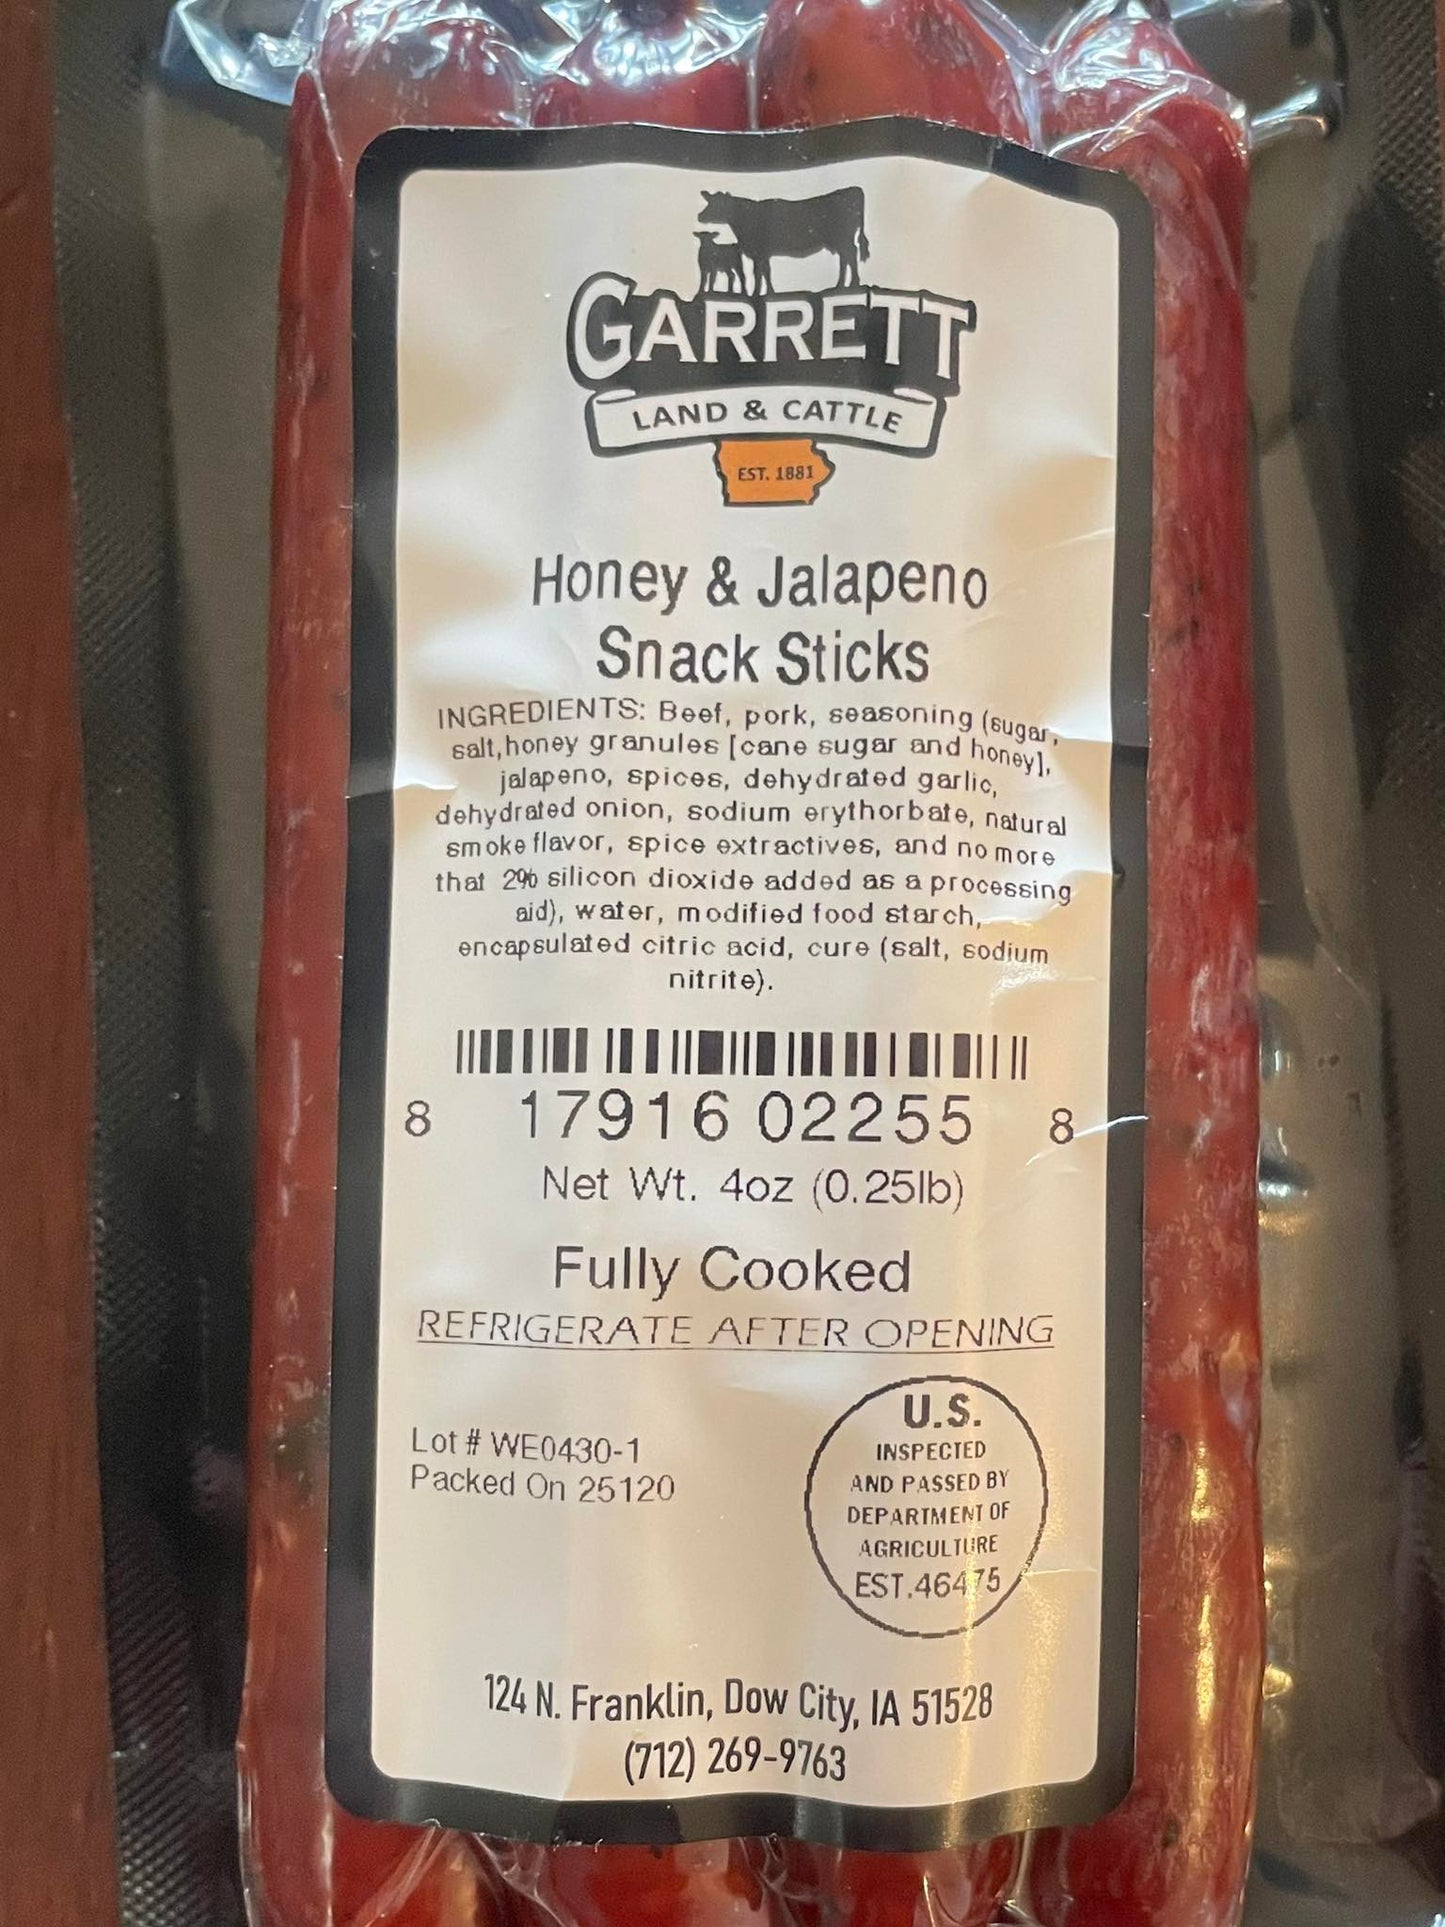 GARRETT
LAND & CATTLE
EST. 1881
Honey & Jalapeno
Snack Sticks
INGREDIENTS: Beef, pork, seasoning (sugar,
salt,honey granules [cane sugar and honey],
jalapeno, spices, dehydrated garlic,
dehydrated onion, sodium erythorbate, natural
smoke flavor, spice extractives, and no more
that 2% silicon dioxide added as a processing
aid), water, modified food starch,
encapsulated citric acid, cure (salt, sodium
nitrite).
8 17916 02255 8
Net Wt. 4oz (0.25lb)
Fully Cooked
REFRIGERATE AFTER OPENING
Lot # WE0430-1
Packed On 25120
U.S.
INSPECTED
AND PASSED BY
DEPARTMENT OF
AGRICULTURE
EST.46475
124 N. Franklin, Dow City, IA 51528
(712) 269-9763